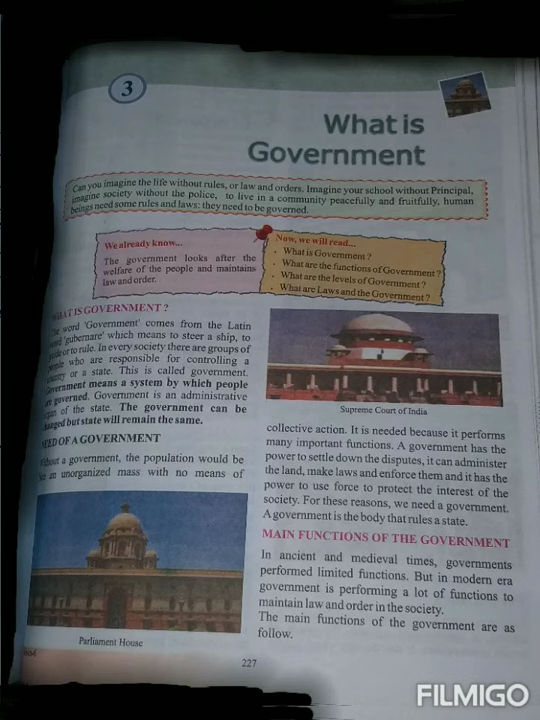 3
What is
Government
Can you imagine the life without rules, or law and orders. Imagine your school without Principal,
imagine society without the police, to live in a community peacefully and fruitfully, human
beings need some rules and laws: they need to be governed.
We already know...
The government looks after the
welfare of the people and maintains
law and order.
Now, we will read...
· What is Government ?
· What are the functions of Government ?
· What are the levels of Government ?
· What are Laws and the Government ?
WHAT IS GOVERNMENT ?
word 'Government' comes from the Latin
word 'gubernare' which means to steer a ship, to
guide or to rule. In every society there are groups of
people who are responsible for controlling a
country or a state. This is called government.
Government means a system by which people
are governed. Government is an administrative
organ of the state. The government can be
changed but state will remain the same.
NEED OF A GOVERNMENT
Without a government, the population would be
an unorganized mass with no means of
Parliament House
Supreme Court of India
collective action. It is needed because it performs
many important functions. A government has the
power to settle down the disputes, it can administer
the land, make laws and enforce them and it has the
power to use force to protect the interest of the
society. For these reasons, we need a government.
A government is the body that rules a state.
MAIN FUNCTIONS OF THE GOVERNMENT
In ancient and medieval times, governments
performed limited functions. But in modern era
government is performing a lot of functions to
maintain law and order in the society.
The main functions of the government are as
follow.
227
FILMIGO